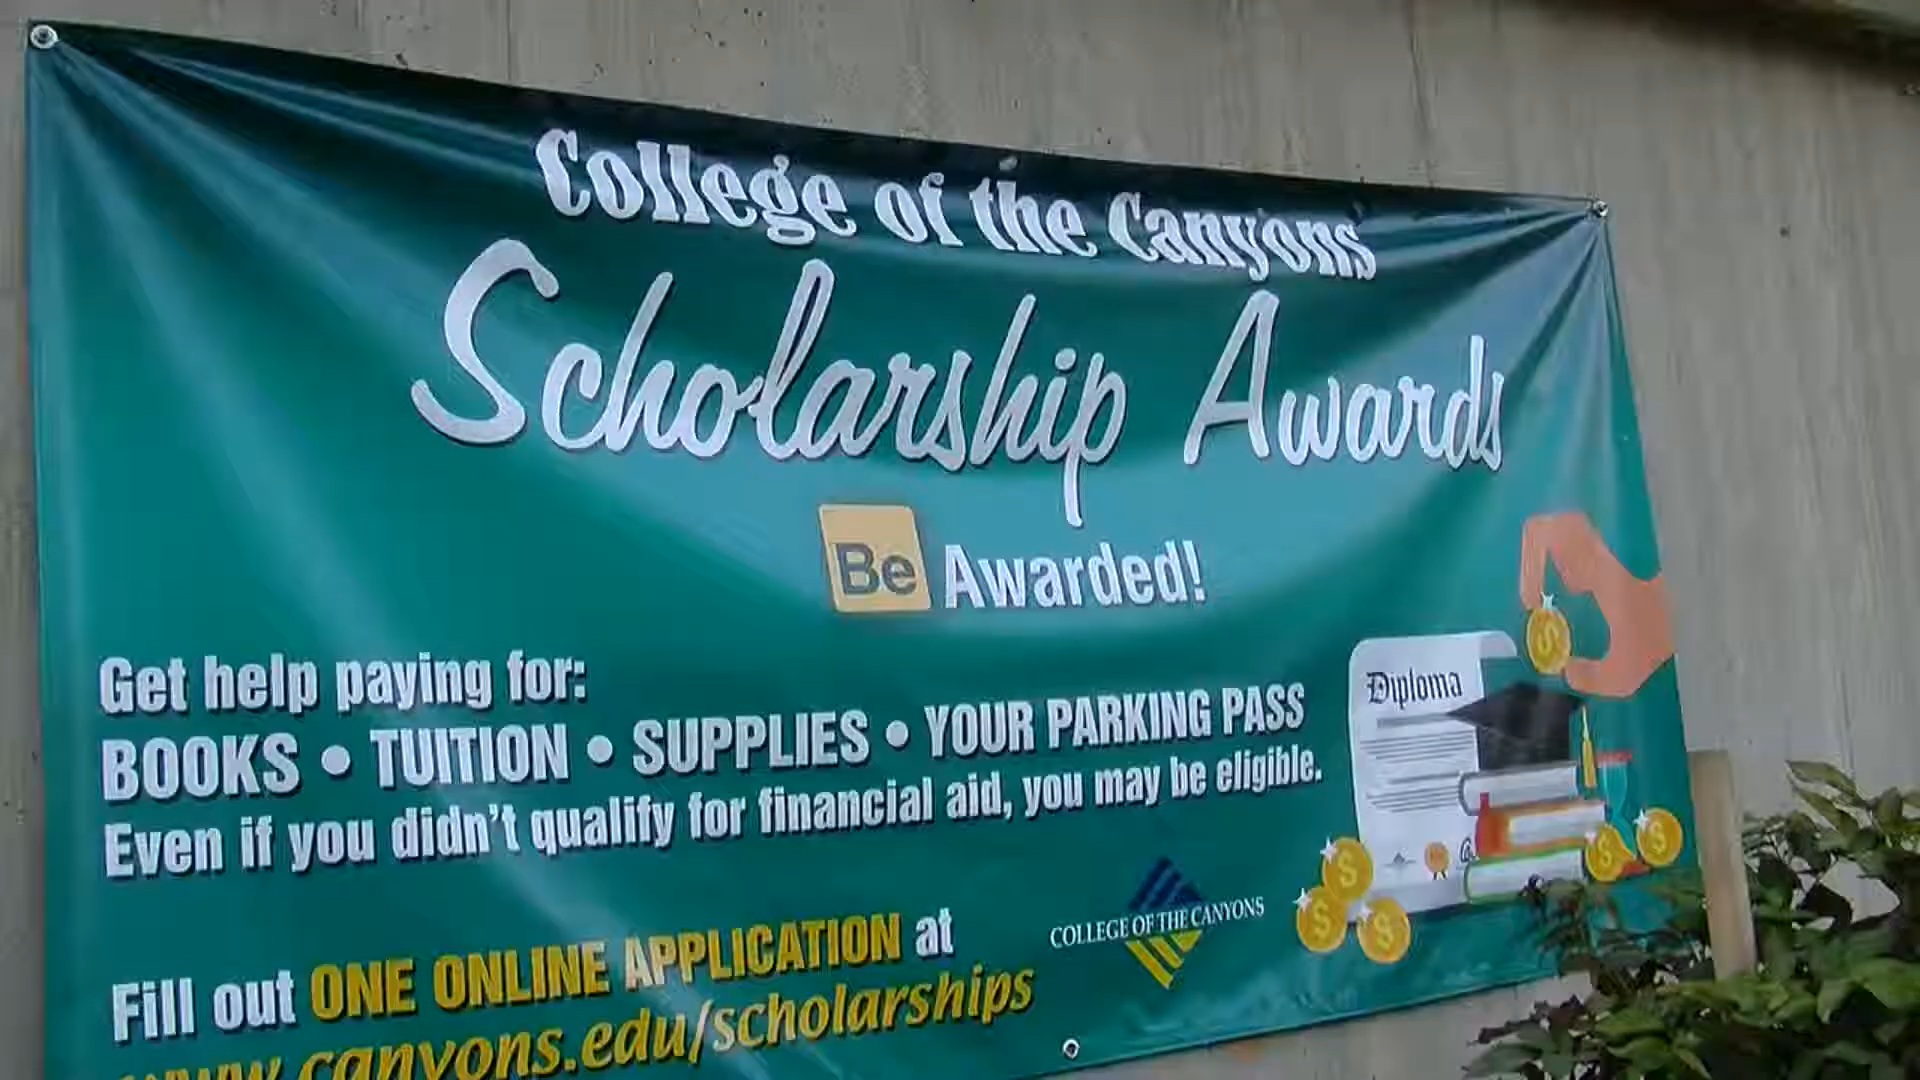 College of the Canyons
Scholarship Awards
Be Awarded!
Get help paying for:
BOOKS • TUITION • SUPPLIES • YOUR PARKING PASS
Even if you didn't qualify for financial aid, you may be eligible.
Fill out ONE ONLINE APPLICATION at
www.canyons.edu/scholarships
COLLEGE OF THE CANYONS
Diploma